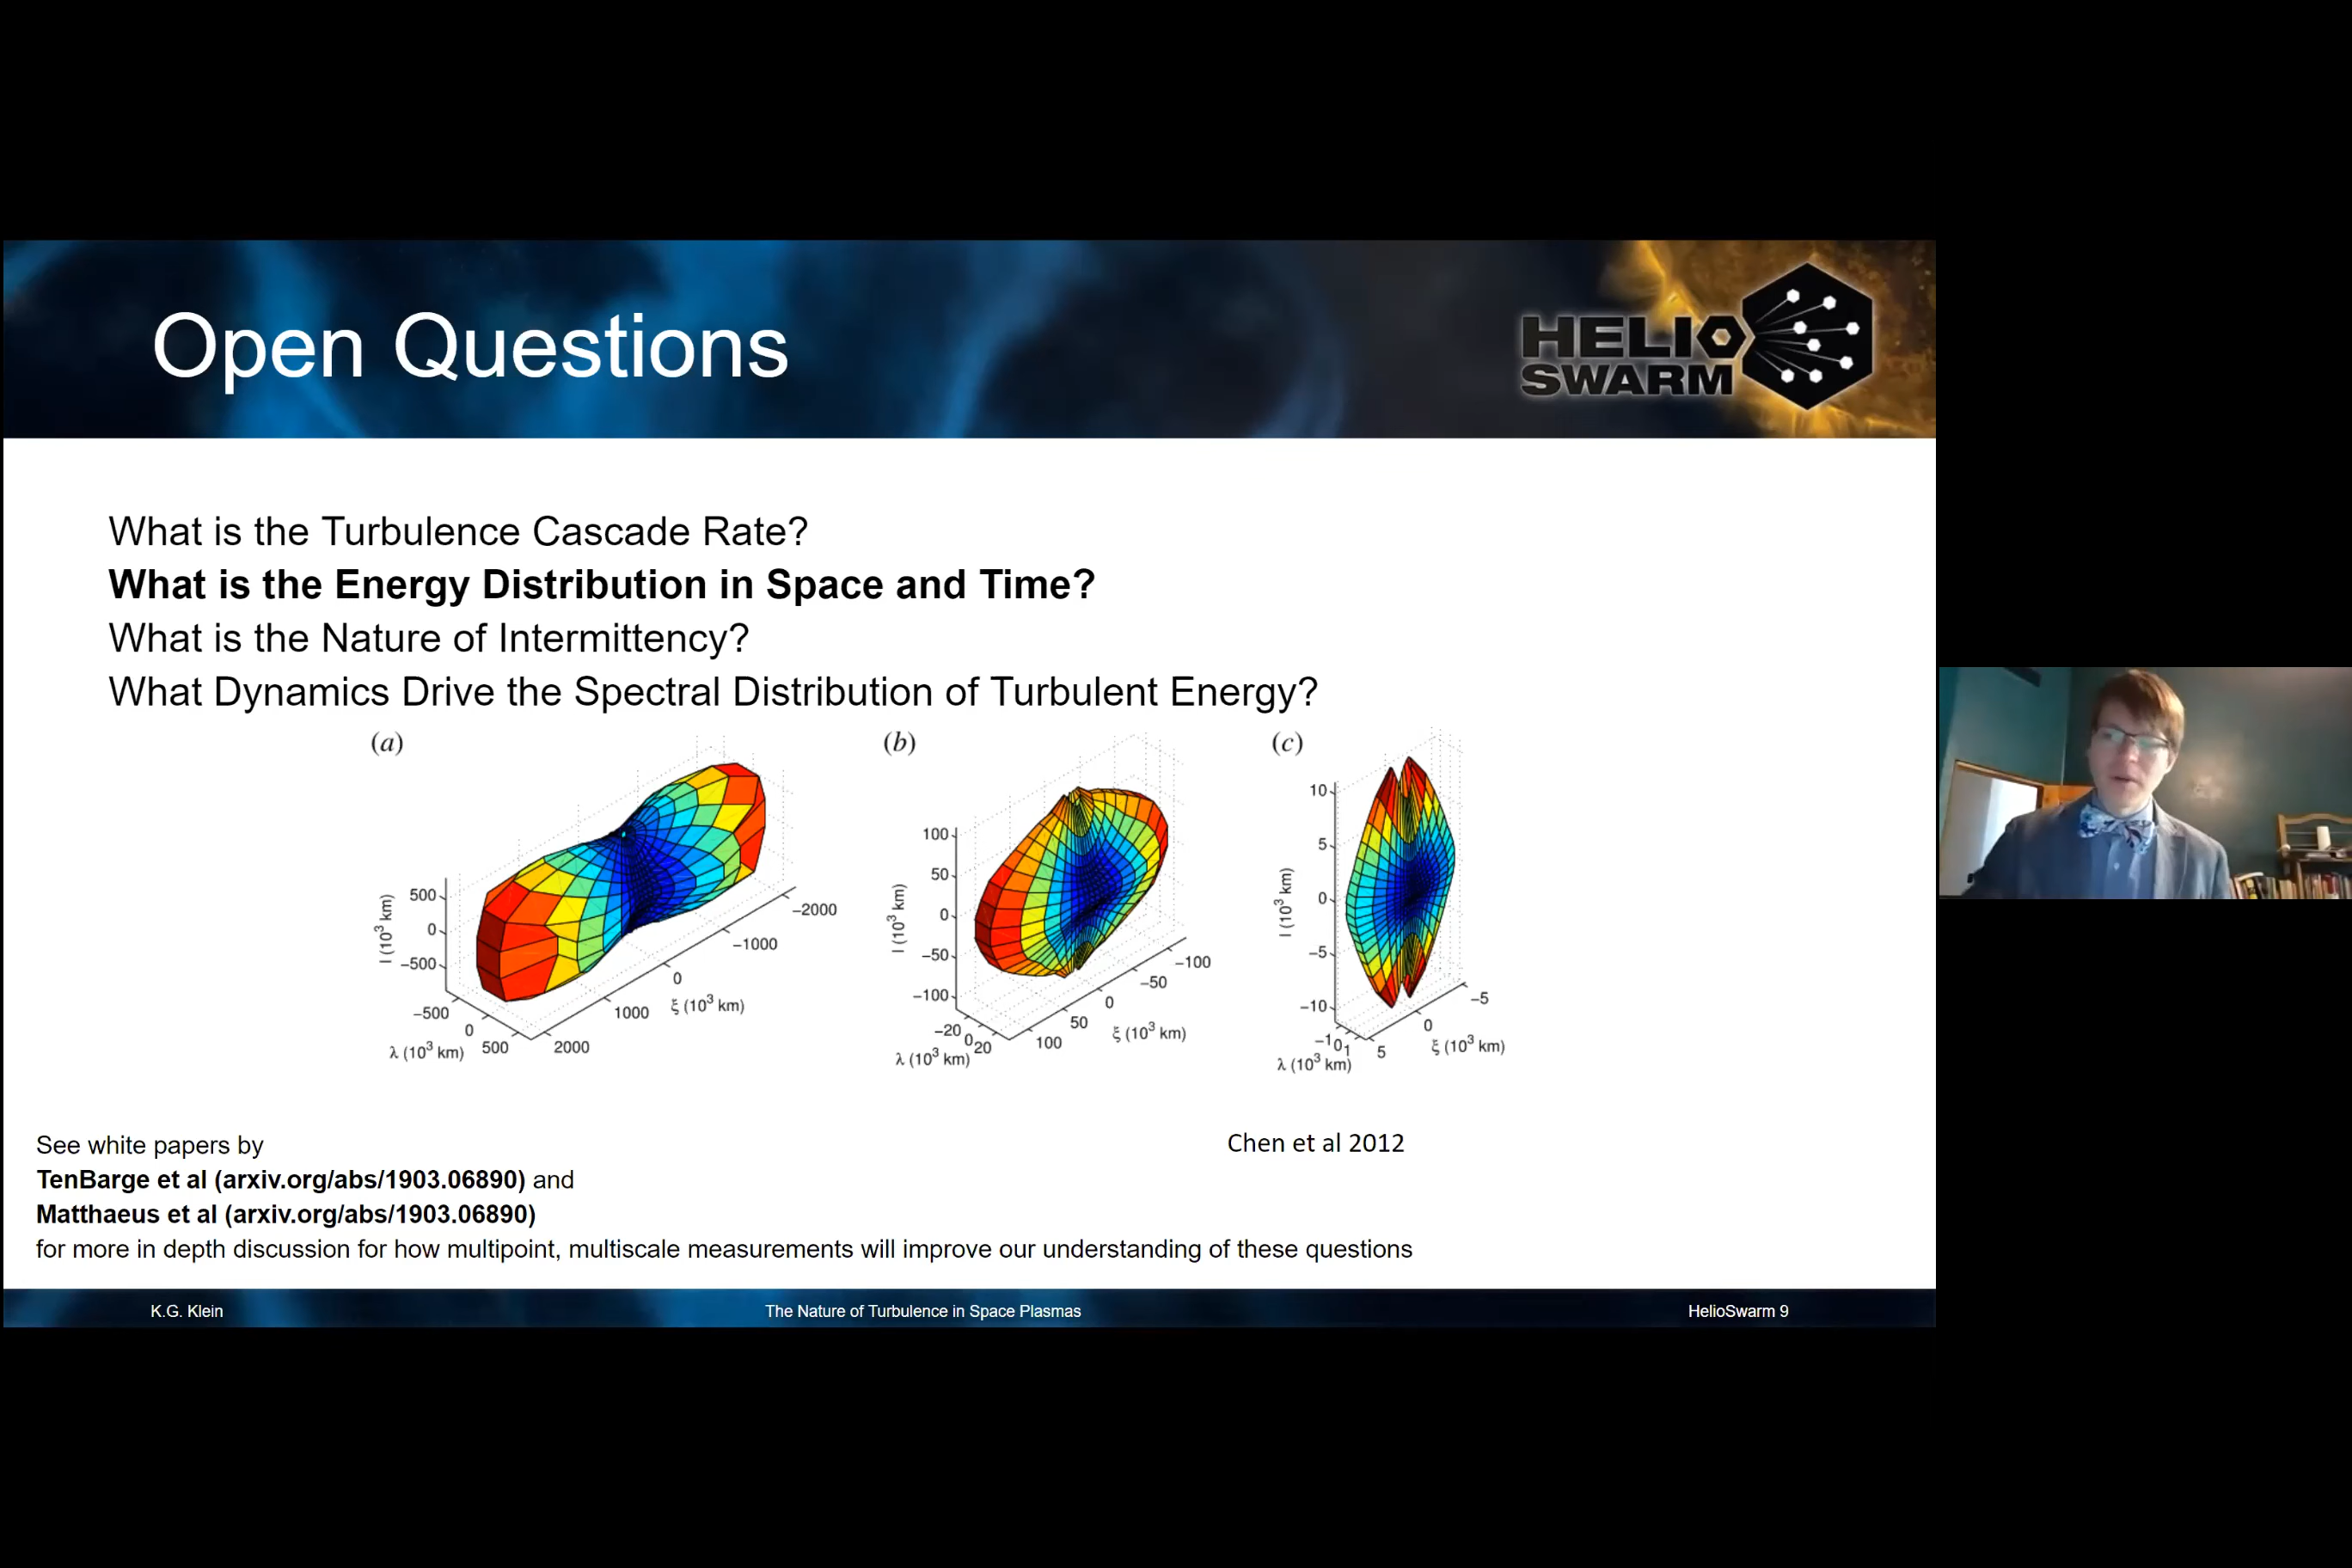 Open Questions
HELIO
SWARM
What is the Turbulence Cascade Rate?
What is the Energy Distribution in Space and Time?
What is the Nature of Intermittency?
What Dynamics Drive the Spectral Distribution of Turbulent Energy?
(a)
500
0
−500
l (10³ km)
−500
0
500
λ (10³ km)
2000
1000
0
−1000
−2000
ξ (10³ km)
(b)
100
50
0
−50
−100
l (10³ km)
−20
0
20
λ (10³ km)
100
50
0
−50
−100
ξ (10³ km)
(c)
10
5
0
−5
−10
l (10³ km)
−1
0
1
λ (10³ km)
5
0
−5
ξ (10³ km)
Chen et al 2012
See white papers by
TenBarge et al (arxiv.org/abs/1903.06890) and
Matthaeus et al (arxiv.org/abs/1903.06890)
for more in depth discussion for how multipoint, multiscale measurements will improve our understanding of these questions
K.G. Klein
The Nature of Turbulence in Space Plasmas
HelioSwarm 9